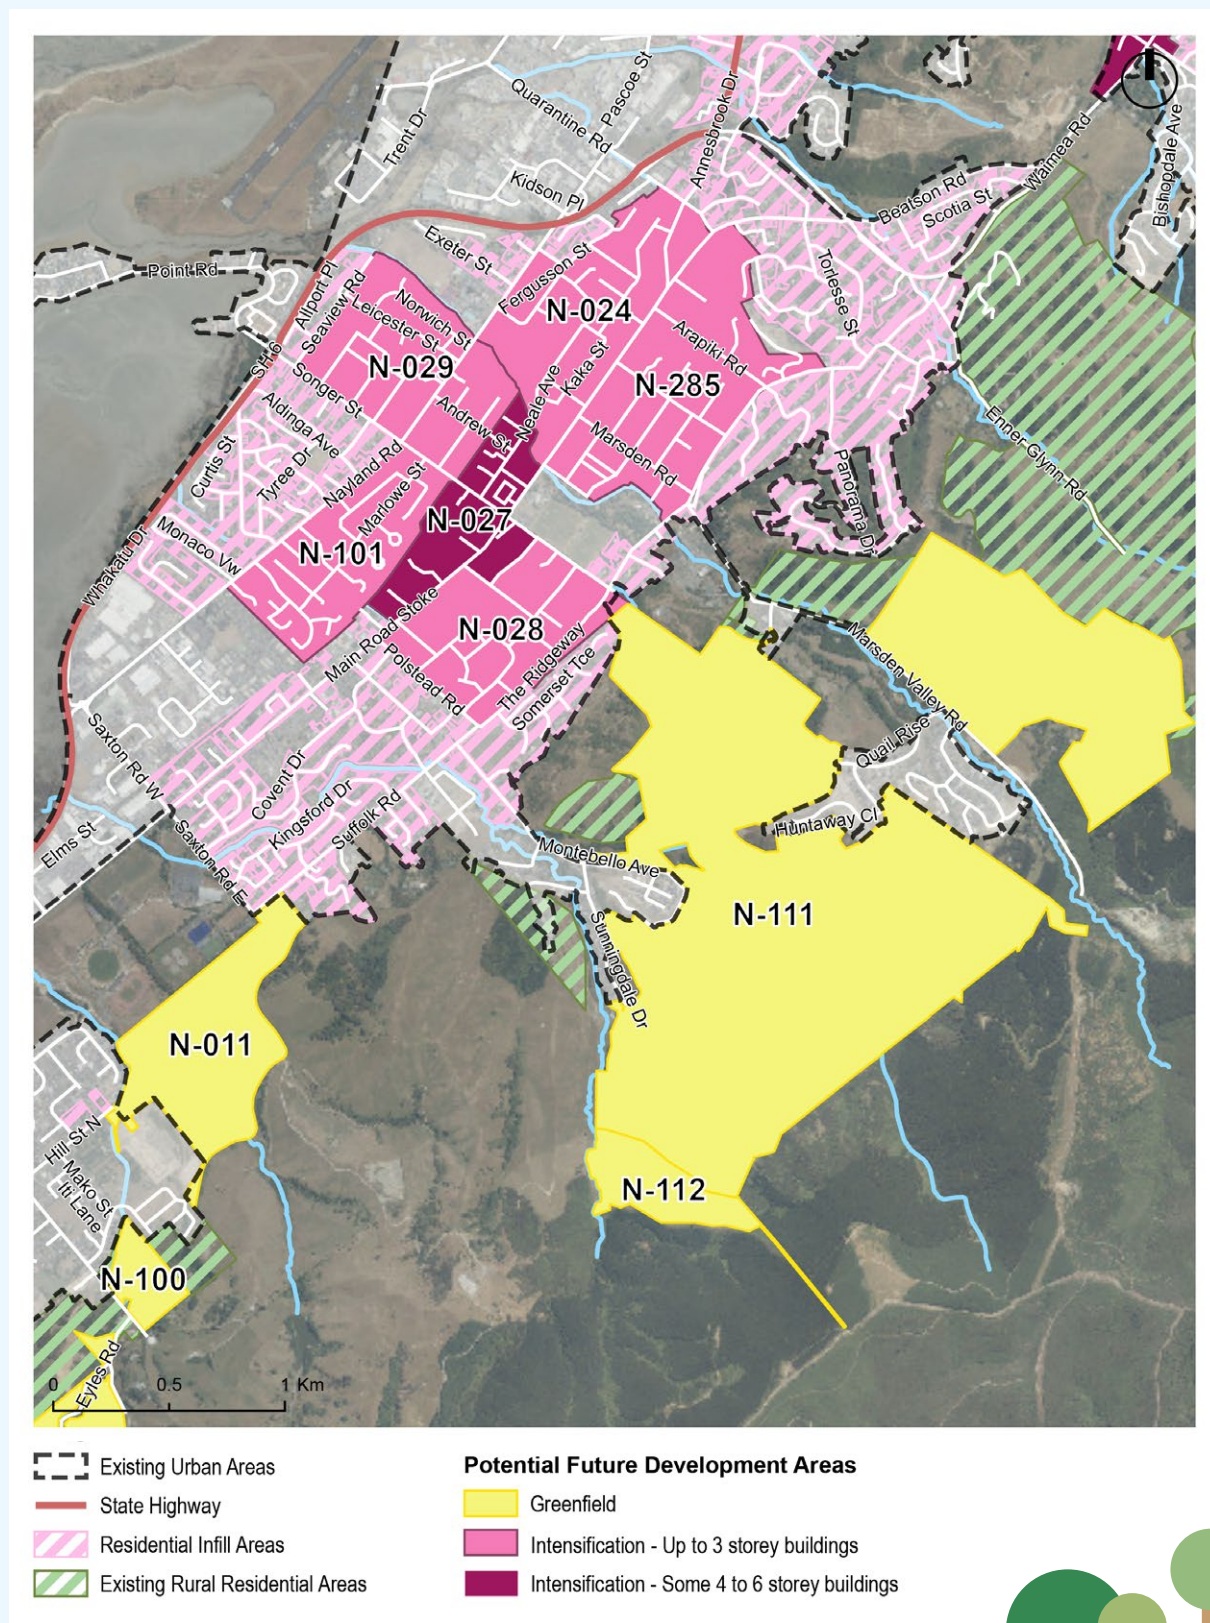 Trent Dr
Quarantine Rd
Pascoe St
Annesbrook Dr
Waimea Rd
Bishopdale Ave
Kidson Pl
Beatson Rd
Scotia St
Exeter St
Fergusson St
Torlesse St
Point Rd
Allport Pl
Seaview Rd
Leicester St
Norwich St
N-024
Arapiki Rd
SH 6
N-029
Kaka St
N-285
Neale Ave
Songer St
Aldinga Ave
Andrew St
Marsden Rd
Enner Glynn Rd
Curtis St
Tyree Dr
Nayland Rd
Marlowe St
Panorama Dr
N-027
Monaco Vw
N-101
Whakatu Dr
Main Road Stoke
N-028
Polstead Rd
The Ridgeway
Somerset Tce
Marsden Valley Rd
Quail Rise
Saxton Rd W
Covent Dr
Kingsford Dr
Suffolk Rd
Huntaway Cl
Elms St
Saxton Rd E
Montebello Ave
N-111
Sunningdale Dr
N-011
Hill St N
Mako St
Iti Lane
N-112
N-100
Eyles Rd
0 0.5 1 Km
Existing Urban Areas
State Highway
Residential Infill Areas
Existing Rural Residential Areas
Potential Future Development Areas
Greenfield
Intensification - Up to 3 storey buildings
Intensification - Some 4 to 6 storey buildings